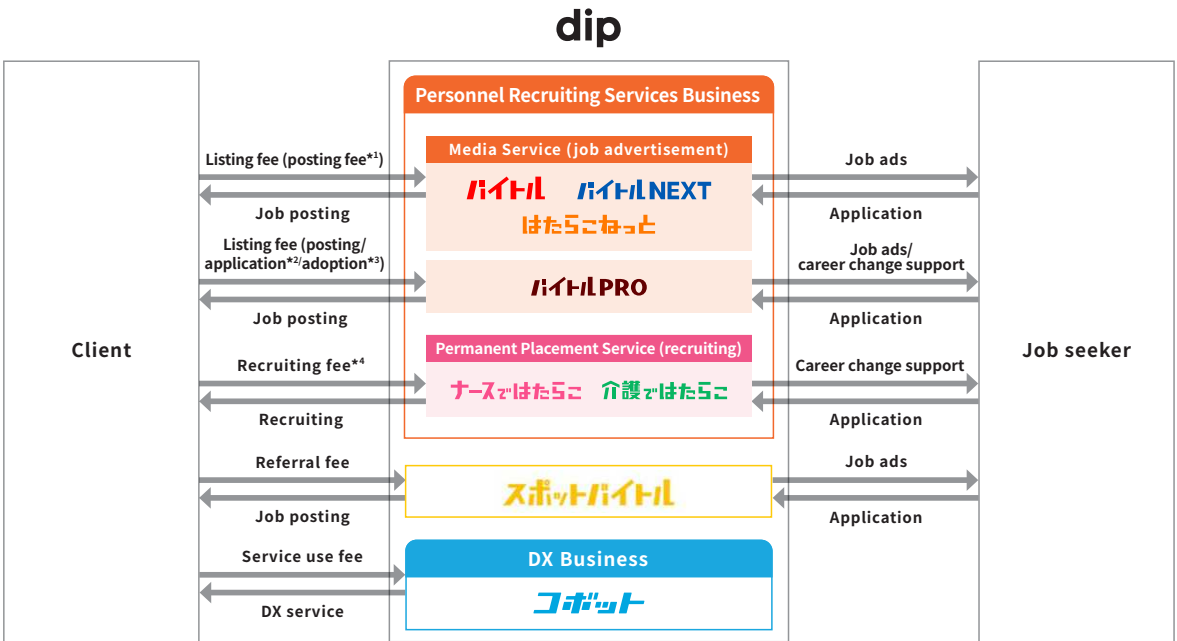 dip
Personnel Recruiting Services Business
Listing fee (posting fee*1)
Media Service (job advertisement)
Job ads
バイトル バイトルNEXT
Job posting
はたらこねっと
Application
Listing fee (posting/
application*2/adoption*3)
Job ads/
career change support
バイトルPRO
Job posting
Application
Client
Job seeker
Permanent Placement Service (recruiting)
Recruiting fee*4
Career change support
ナースではたらこ 介護ではたらこ
Recruiting
Application
Referral fee
Job ads
スポットバイトル
Job posting
Application
Service use fee
DX Business
コボット
DX service